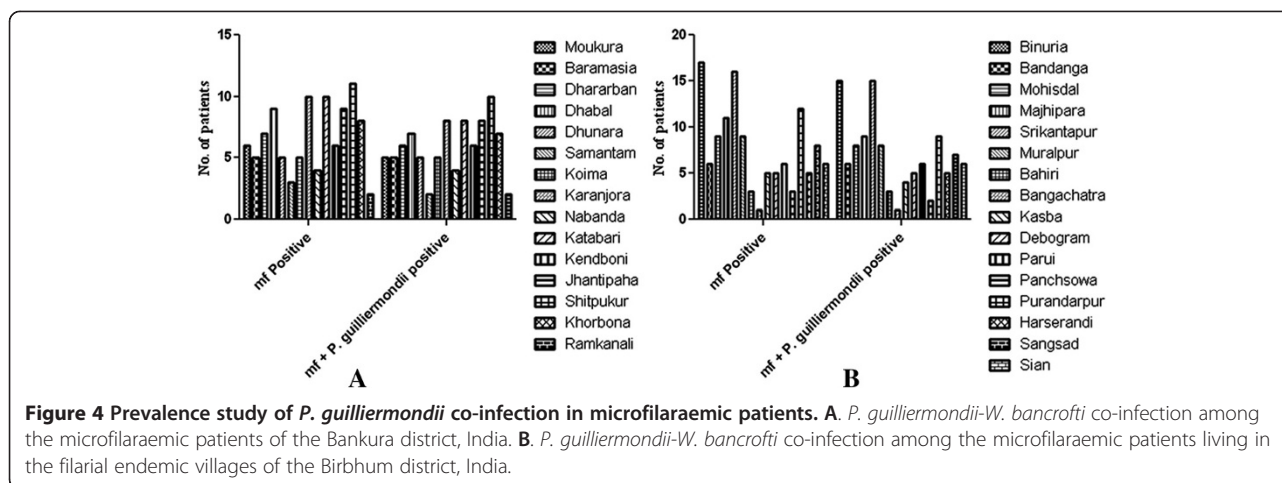 15
10
5
0
No. of patients
mf Positive
mf + P. guilliermondii positive
A
Moukura
Baramasia
Dhararban
Dhabal
Dhunara
Samantam
Koima
Karanjora
Nabanda
Katabari
Kendboni
Jhantipaha
Shitpukur
Khorbona
Ramkanali
20
15
10
5
0
No. of patients
mf Positive
mf + P. guilliermondii positive
B
Binuria
Bandanga
Mohisdal
Majhipara
Srikantapur
Muralpur
Bahiri
Bangachatra
Kasba
Debogram
Parui
Panchsowa
Purandarpur
Harserandi
Sangsad
Sian
Figure 4 Prevalence study of P. guilliermondii co-infection in microfilaraemic patients. A. P. guilliermondii-W. bancrofti co-infection among
the microfilaraemic patients of the Bankura district, India. B. P. guilliermondii-W. bancrofti co-infection among the microfilaraemic patients living in
the filarial endemic villages of the Birbhum district, India.